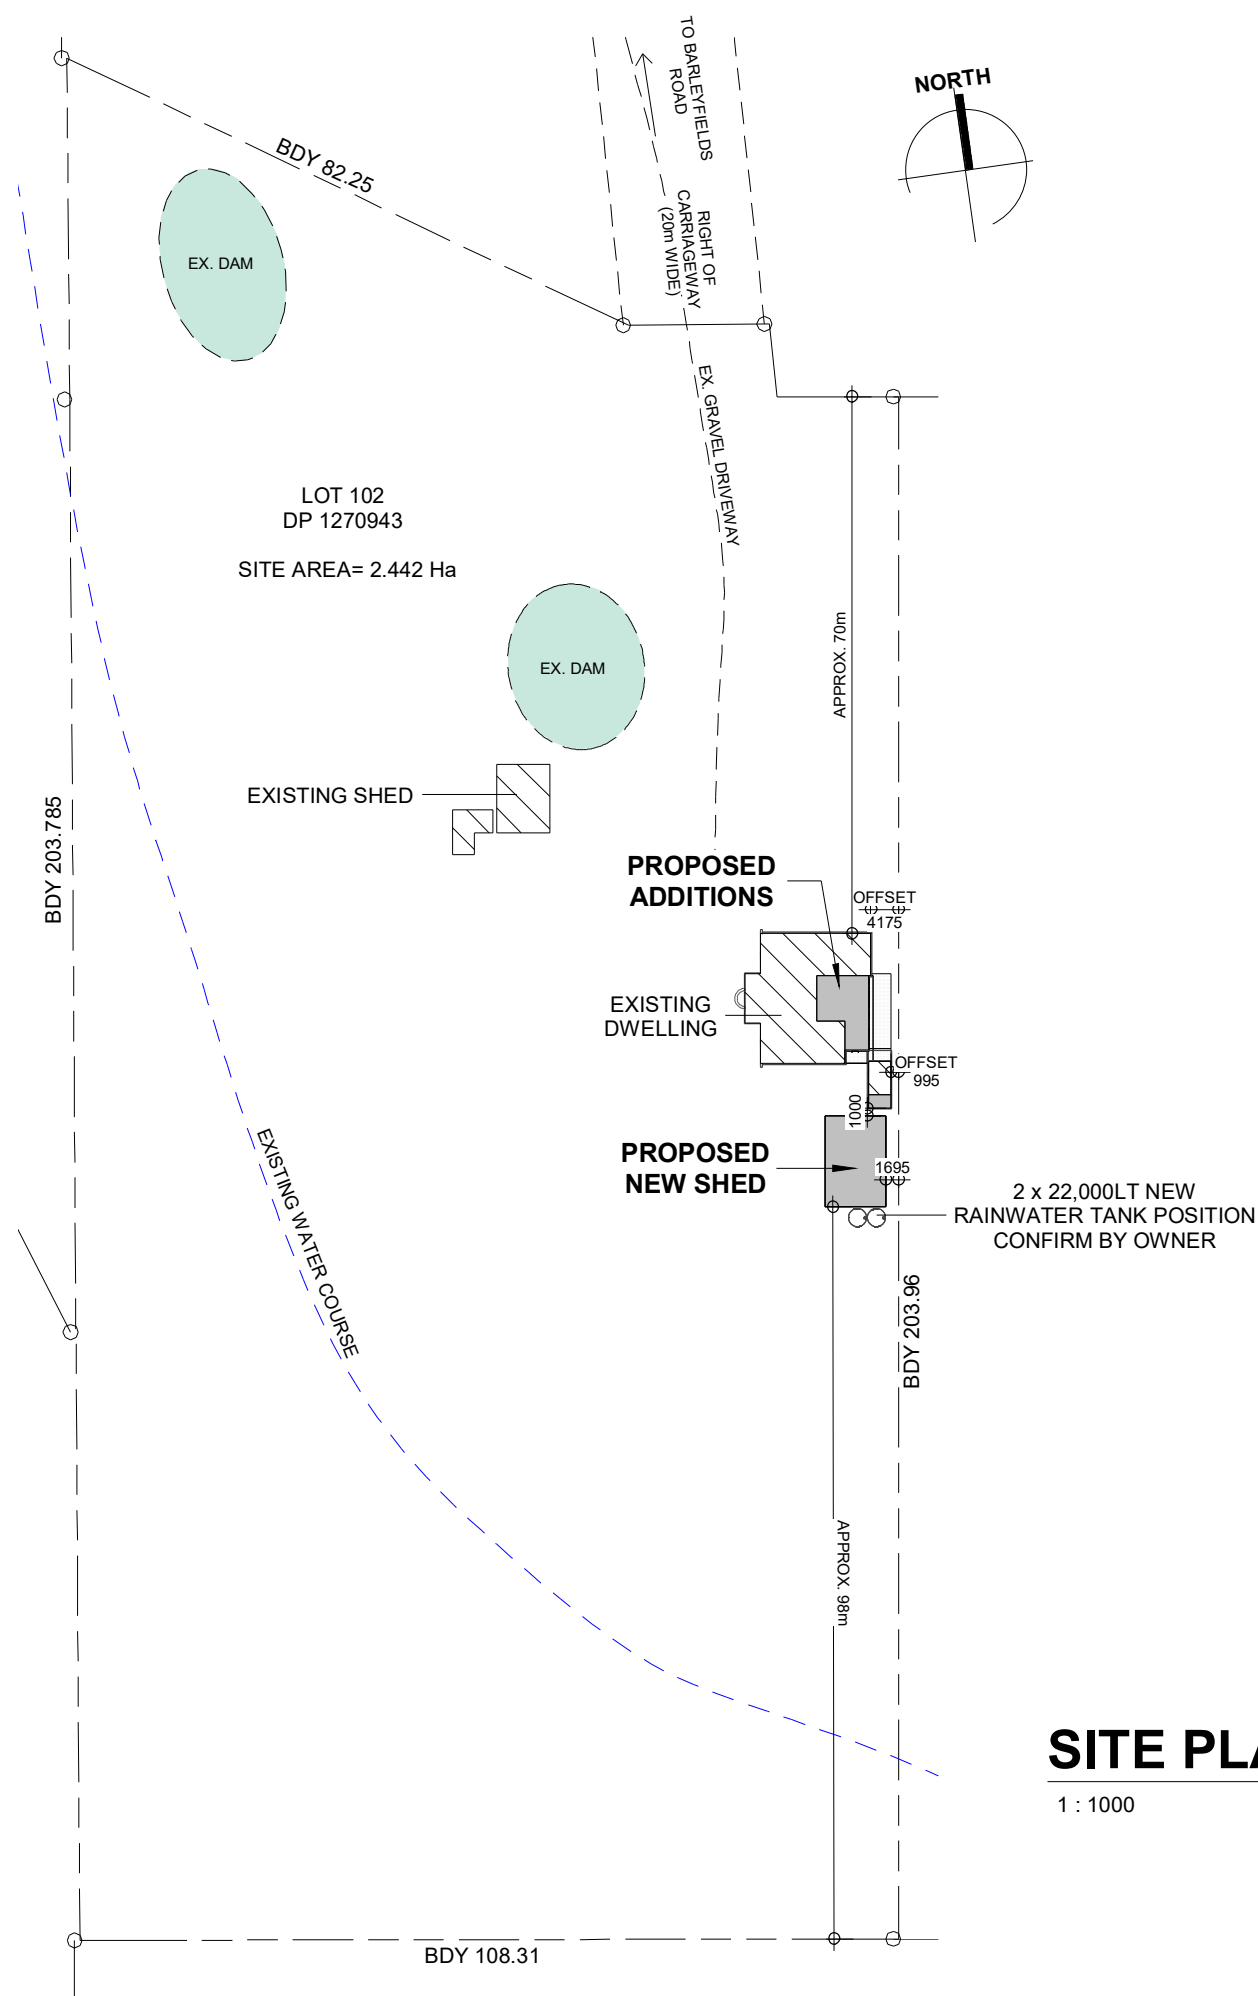 TO BARLEYFIELDS
ROAD
NORTH
BDY 82.25
EX. DAM
RIGHT OF
CARRIAGEWAY
(20m WIDE)
EX. GRAVEL DRIVEWAY
LOT 102
DP 1270943
SITE AREA= 2.442 Ha
APPROX. 70m
EX. DAM
EXISTING SHED
BDY 203.785
PROPOSED
ADDITIONS
OFFSET
4175
EXISTING
DWELLING
OFFSET
995
1000
PROPOSED
NEW SHED
1695
2 x 22,000LT NEW
RAINWATER TANK POSITION
CONFIRM BY OWNER
EXISTING WATER COURSE
BDY 203.96
APPROX. 98m
SITE PLA
1 : 1000
BDY 108.31